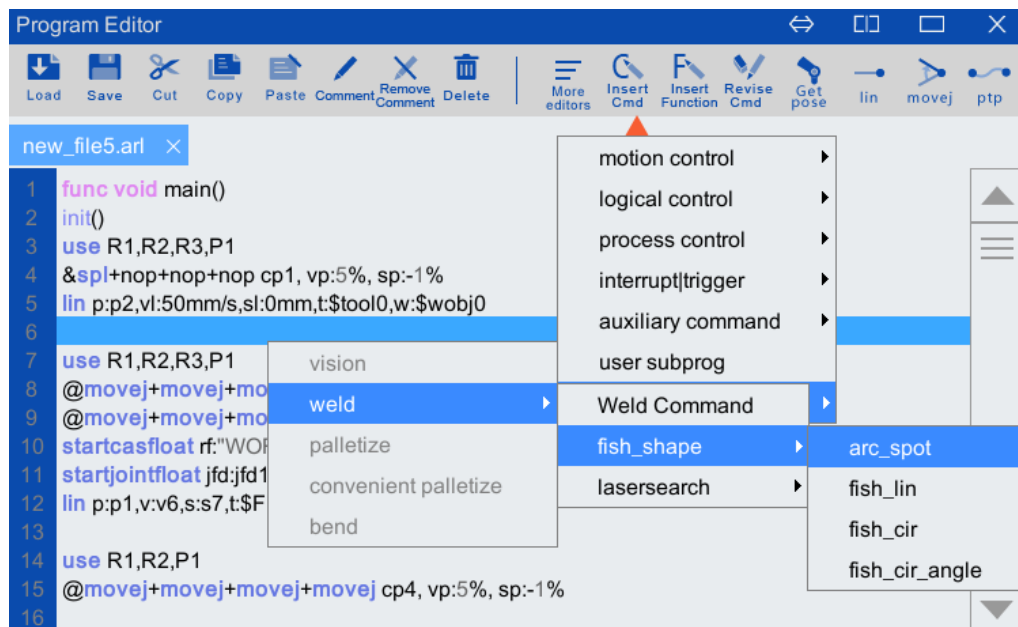 Program Editor
Load Save Cut Copy Paste Comment Remove Comment Delete More editors Insert Cmd Insert Function Revise Cmd Get pose lin movej ptp
new_file5.arl
1 func void main()
2 init()
3 use R1,R2,R3,P1
4 &spl+nop+nop+nop cp1, vp:5%, sp:-1%
5 lin p:p2,vl:50mm/s,sl:0mm,t:$tool0,w:$wobj0
6
7 use R1,R2,R3,P1
8 @movej+movej+mo
9 @movej+movej+mo
10 startcasfloat rf:"WOR
11 startjointfloat jfd:jfd1
12 lin p:p1,v:v6,s:s7,t:$F
13
14 use R1,R2,P1
15 @movej+movej+movej+movej cp4, vp:5%, sp:-1%
16
motion control
logical control
process control
interrupt|trigger
auxiliary command
user subprog
vision
weld
palletize
convenient palletize
bend
Weld Command
fish_shape
lasersearch
arc_spot
fish_lin
fish_cir
fish_cir_angle